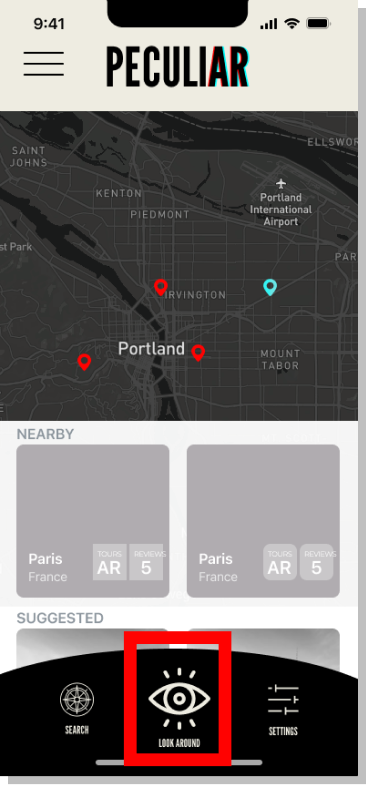 9:41
PECULIAR
ELLSWOR
SAINT
JOHNS
KENTON
PIEDMONT
Portland
International
Airport
st Park
PAR
IRVINGTON
Portland
MOUNT
TABOR
E
NEARBY
Paris
France
TOURS
AR
REVIEWS
5
Paris
France
TOURS
AR
REVIEWS
5
SUGGESTED
SEARCH
LOOK AROUND
SETTINGS